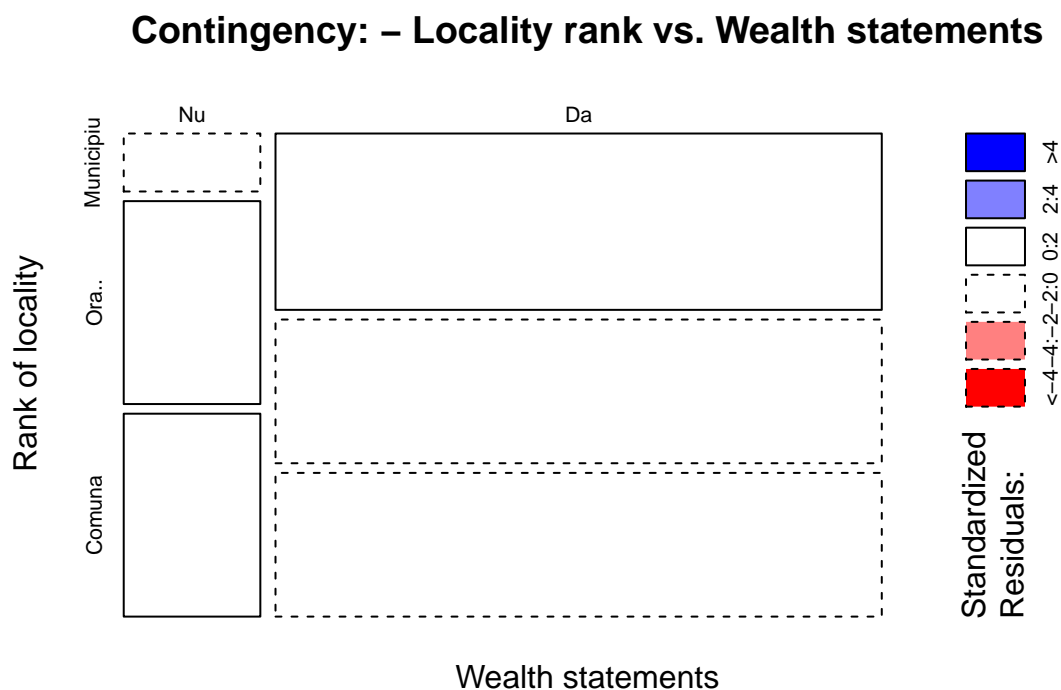 Contingency: – Locality rank vs. Wealth statements
Nu
Da
Municipiu
Ora..
Comuna
Rank of locality
Wealth statements
Standardized
Residuals:
<−4
−4:−2
−2:0
0:2
2:4
>4